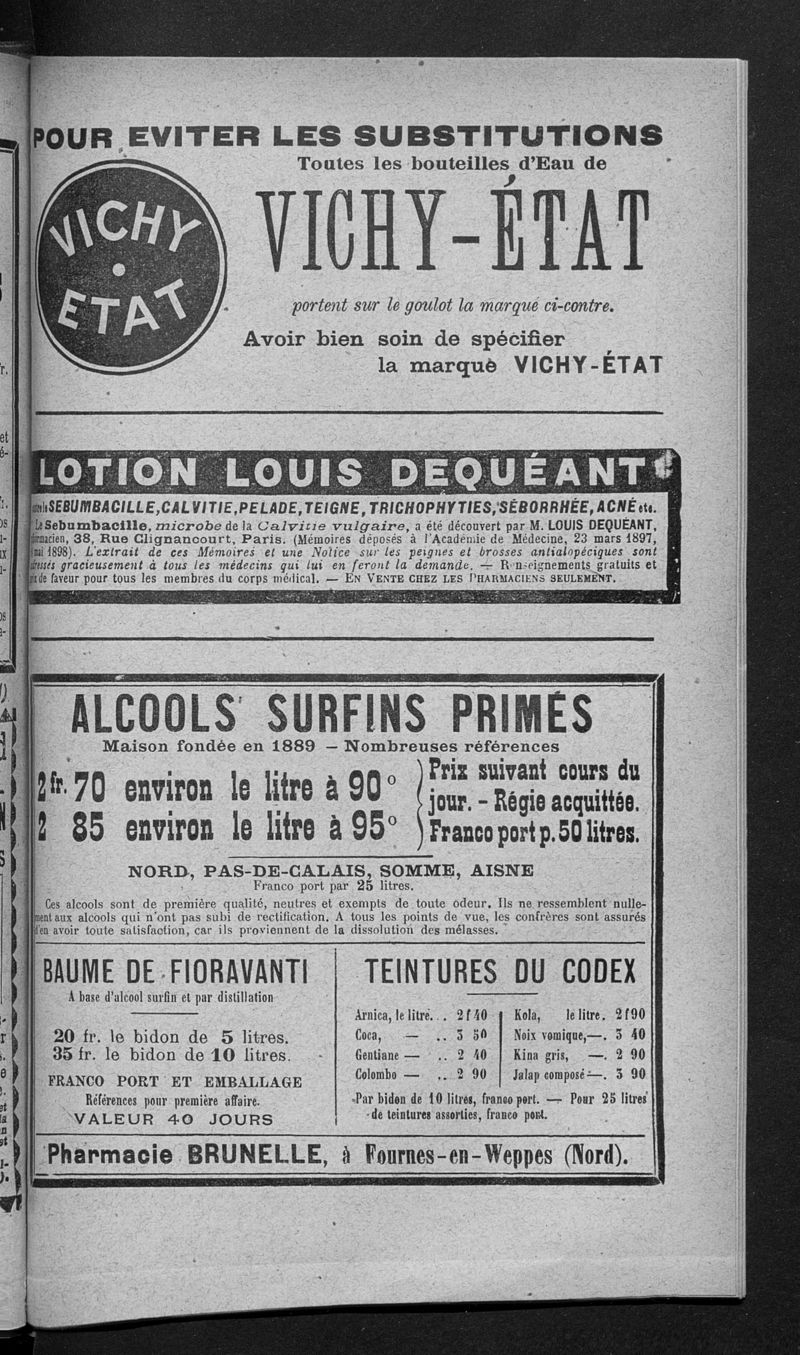 POUR EVITER LES SUBSTITUTIONS
Toutes les bouteilles d'Eau de
VICHY-ÉTAT
VICHY
ETAT
portent sur le goulot la marque ci-contre.
Avoir bien soin de spécifier
la marque VICHY-ÉTAT
LOTION LOUIS DEQUÉANT
SEBUMBACILLE, CALVITIE, PELADE, TEIGNE, TRICHOPHYTIES, SÉBORRHÉE, ACNÉ etc.
Le Sebumbacille, microbe de la Calvitie vulgaire, a été découvert par M. LOUIS DEQUÉANT,
38, Rue Clignancourt, Paris. (Mémoires déposés à l'Académie de Médecine, 23 mars 1897,
mai 1898). L'extrait de ces Mémoires et une Notice sur les peignes et brosses antialopéciques sont
gracieusement à tous les médecins qui lui en feront la demande. — Renseignements gratuits et
de faveur pour tous les membres du corps médical. — EN VENTE CHEZ LES PHARMACIENS SEULEMENT.
ALCOOLS SURFINS PRIMÉS
Maison fondée en 1889 — Nombreuses références
2 fr. 70 environ le litre à 90°
2 85 environ le litre à 95°
Prix suivant cours du
jour. - Régie acquittée.
Franco port p. 50 litres.
NORD, PAS-DE-CALAIS, SOMME, AISNE
Franco port par 25 litres.
Ces alcools sont de première qualité, neutres et exempts de toute odeur. Ils ne ressemblent nulle-
ment aux alcools qui n'ont pas subi de rectification. A tous les points de vue, les confrères sont assurés
d'en avoir toute satisfaction, car ils proviennent de la dissolution des mélasses.
BAUME DE FIORAVANTI
A base d'alcool surfin et par distillation
20 fr. le bidon de 5 litres.
35 fr. le bidon de 10 litres.
FRANCO PORT ET EMBALLAGE
Références pour première affaire.
VALEUR 40 JOURS
TEINTURES DU CODEX
Arnica, le litre. . . 2 f 40
Coca, — . . 3 50
Gentiane — . . 2 40
Colombo — . . 2 90
Kola, le litre. 2 f 90
Noix vomique, —. 3 40
Kina gris, —. 2 90
Jalap composé —. 3 90
Par bidon de 10 litres, franco port. — Pour 25 litres
de teintures assorties, franco port.
Pharmacie BRUNELLE, à Fournes-en-Weppes (Nord).